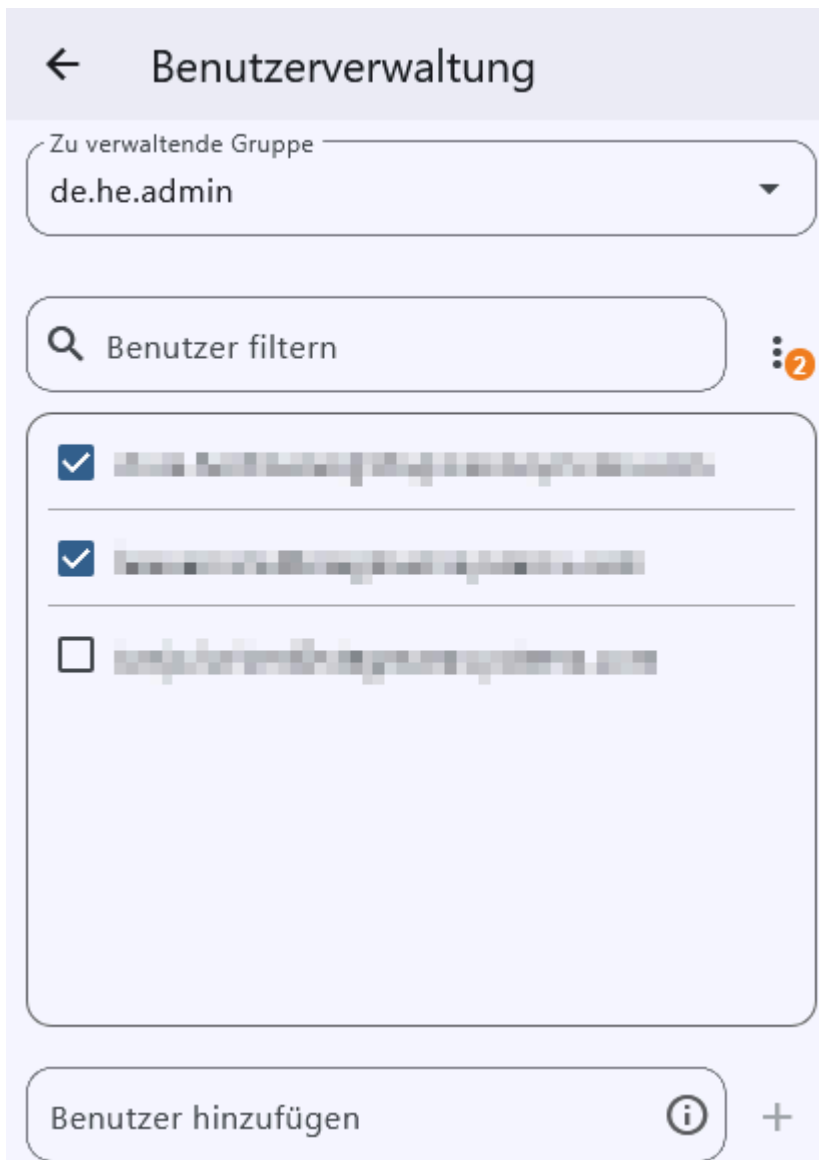 Benutzerverwaltung
Zu verwaltende Gruppe
de.he.admin
Benutzer filtern
2
Benutzer hinzufügen